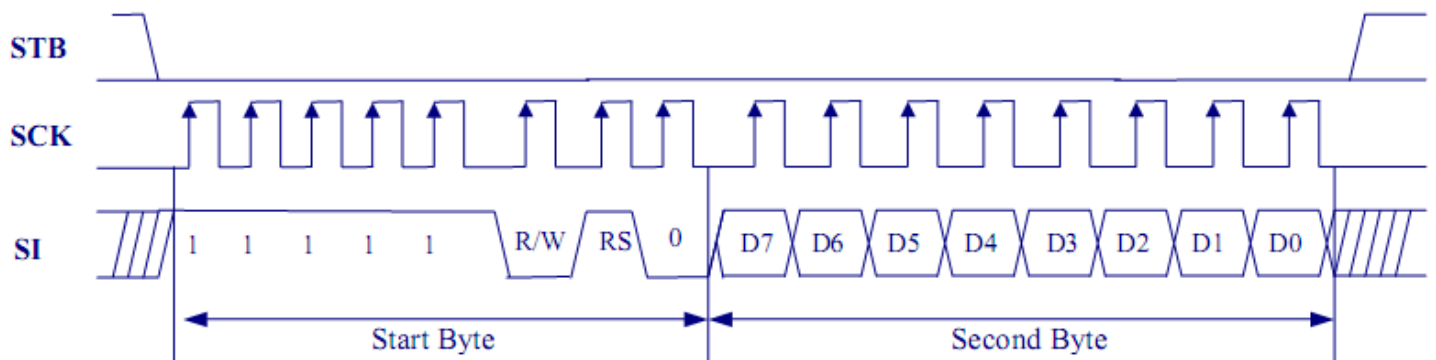 STB
SCK
SI 1 1 1 1 1 R/W RS 0 D7 D6 D5 D4 D3 D2 D1 D0
Start Byte Second Byte